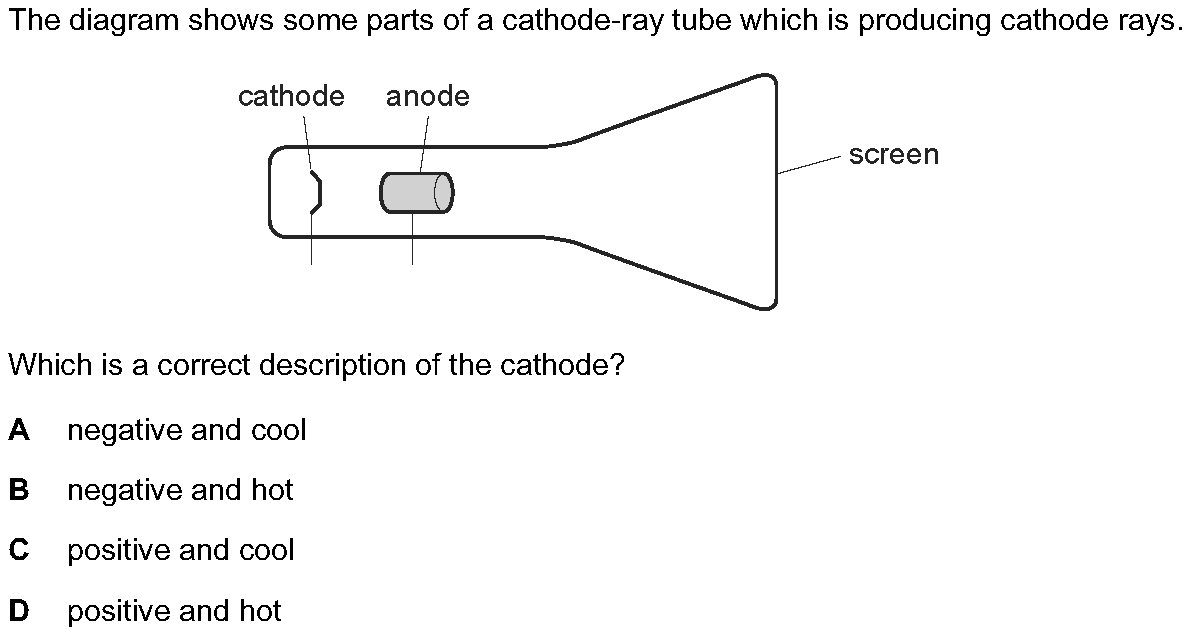 The diagram shows some parts of a cathode-ray tube which is producing cathode rays.
cathode anode
screen
Which is a correct description of the cathode?
A negative and cool
B negative and hot
C positive and cool
D positive and hot